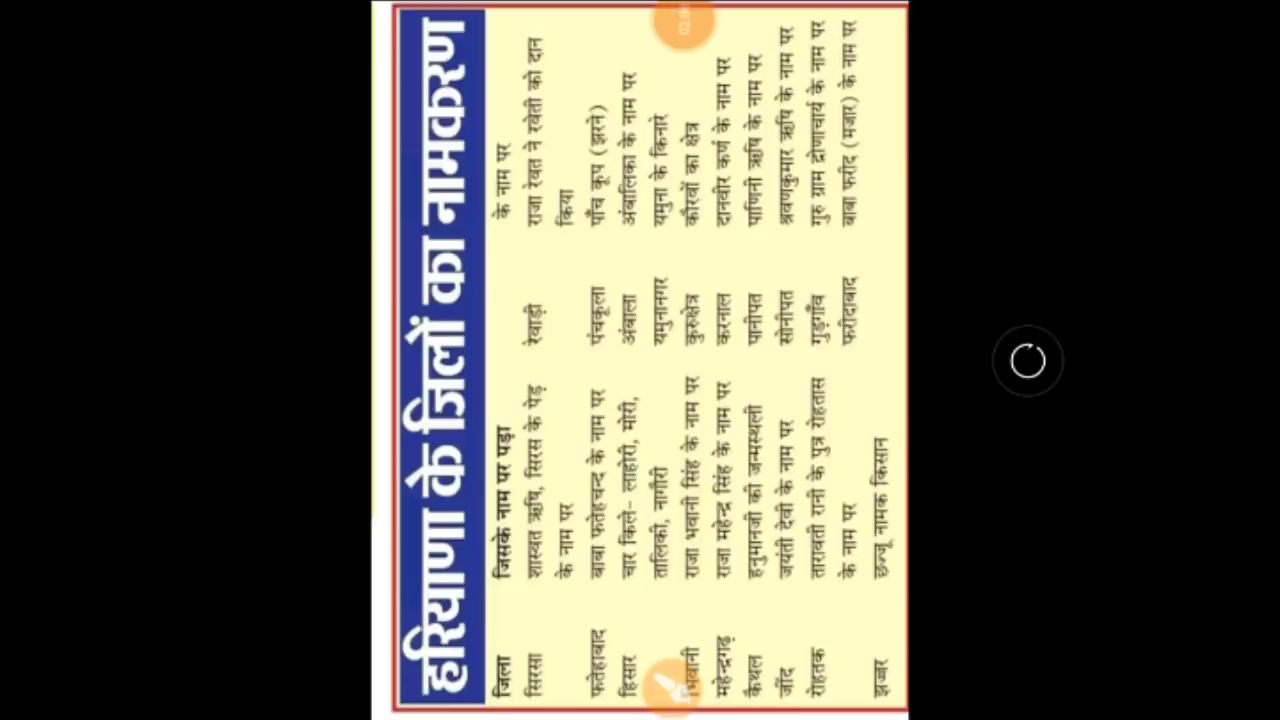 हरियाणा के जिलों का नामकरण
जिला जिसके नाम पर पड़ा के नाम पर
सिरसा शास्वत ऋषि, सिरस के पेड़ रेवाड़ी राजा रेवत ने रेवती को दान
के नाम पर किया
फतेहाबाद बाबा फतेहचन्द के नाम पर पंचकूला पाँच कूप (झरने)
हिसार चार किले- लाहोरी, मोरी, अंबाला अंबालिका के नाम पर
तालिकी, नागौरी यमुनानगर यमुना के किनारे
भिवानी राजा भवानी सिंह के नाम पर कुरुक्षेत्र कौरवों का क्षेत्र
महेन्द्रगढ़ राजा महेन्द्र सिंह के नाम पर करनाल दानवीर कर्ण के नाम पर
कैथल हनुमानजी की जन्मस्थली पानीपत पाणिनी ऋषि के नाम पर
जींद जयंती देवी के नाम पर सोनीपत श्रवणकुमार ऋषि के नाम पर
रोहतक तारावती रानी के पुत्र रोहतास गुड़गाँव गुरु ग्राम द्रोणाचार्य के नाम पर
के नाम पर फरीदाबाद बाबा फरीद (मजार) के नाम पर
झज्जर छज्जू नामक किसान